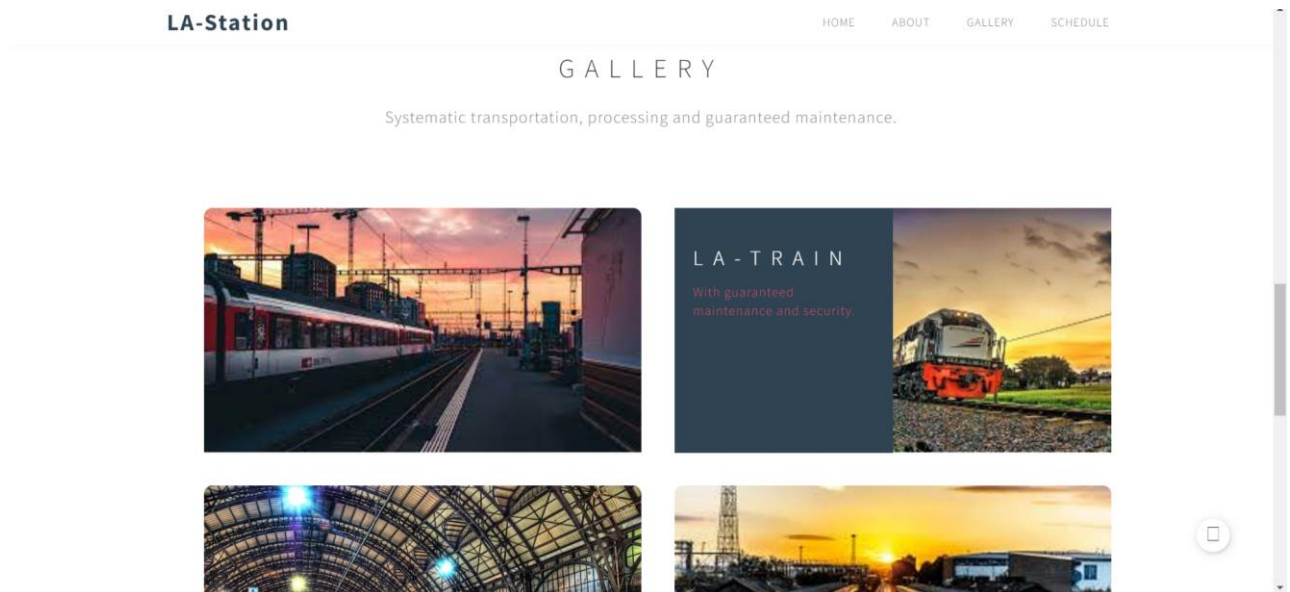 LA-Station
HOME ABOUT GALLERY SCHEDULE
GALLERY
Systematic transportation, processing and guaranteed maintenance.
LA-TRAIN
With guaranteed
maintenance and security.